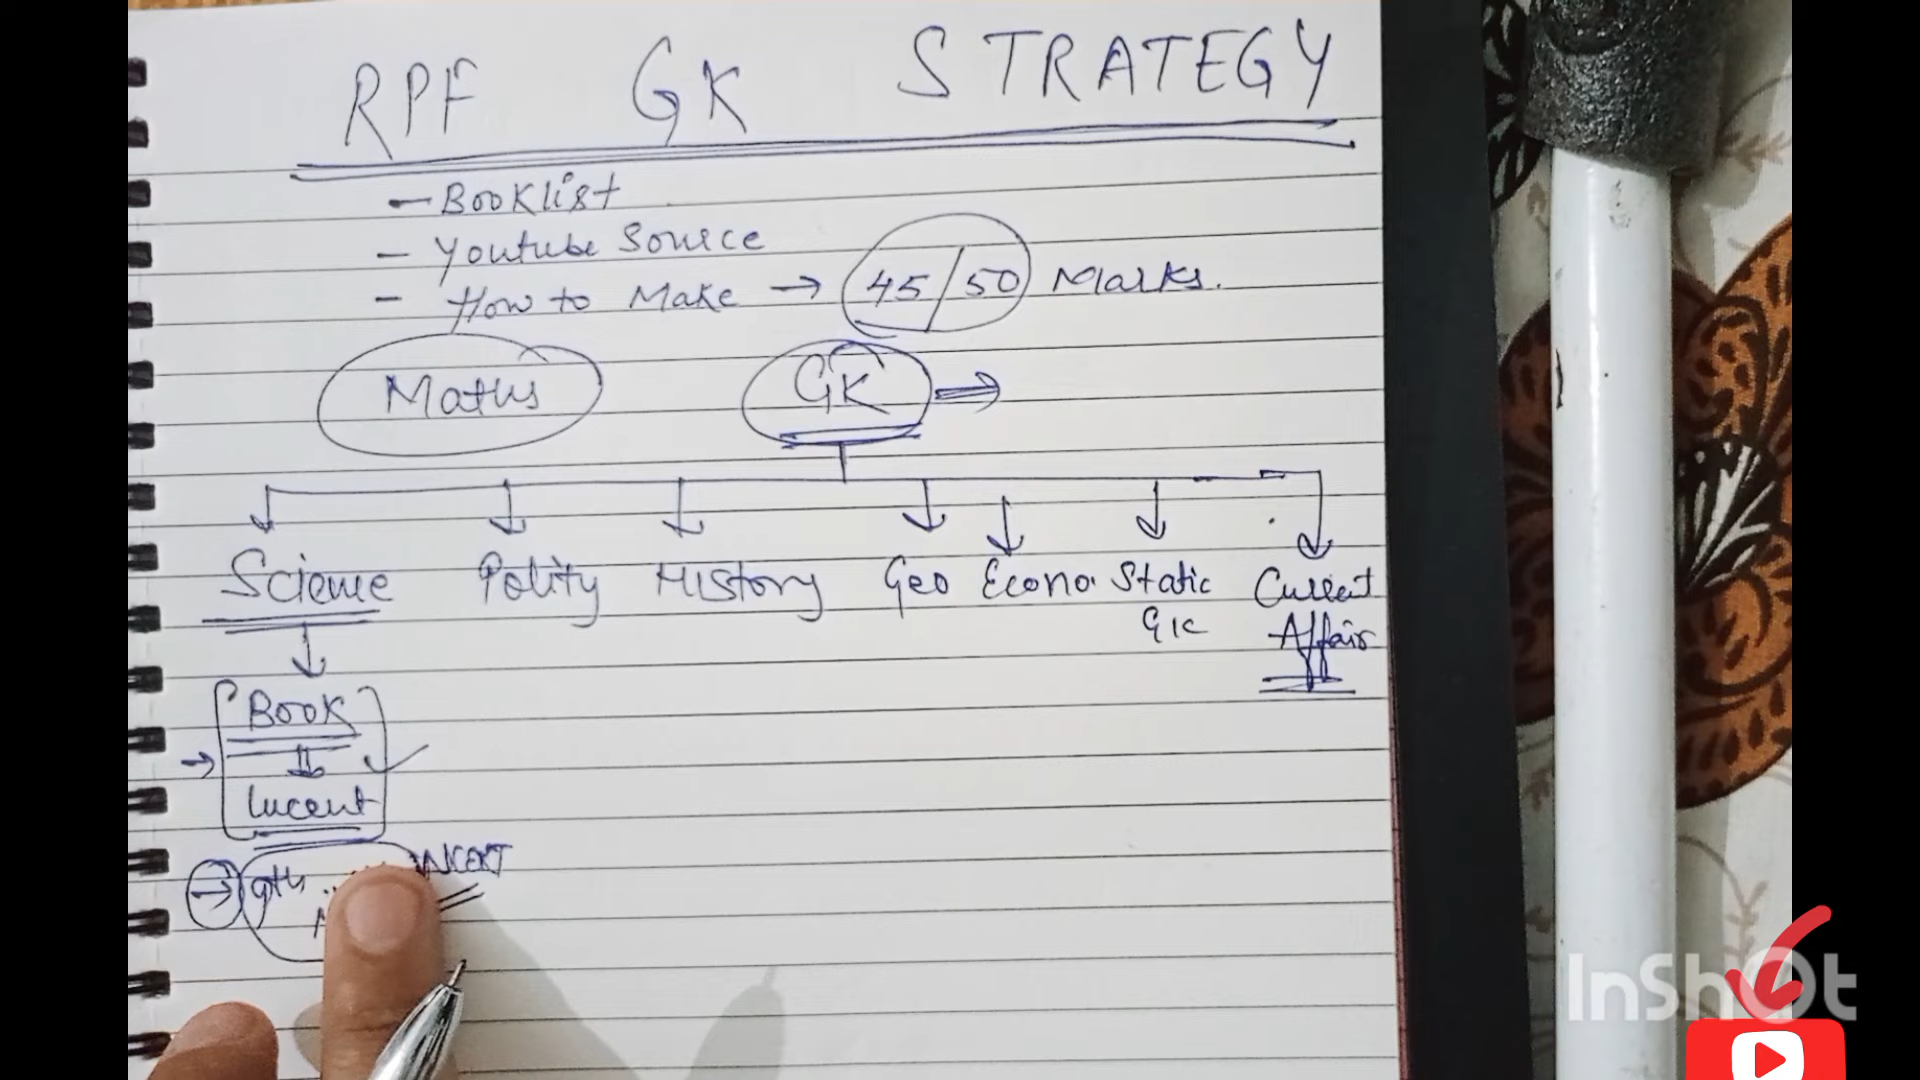 RPF GK STRATEGY
- Booklist
- Youtube Source
- How to Make → 45/50 Marks.
Maths GK ⇒
Science Polity History Geo Econo. Static GK Current Affair
Book
Lucent
→ 9th NCERT
InShot